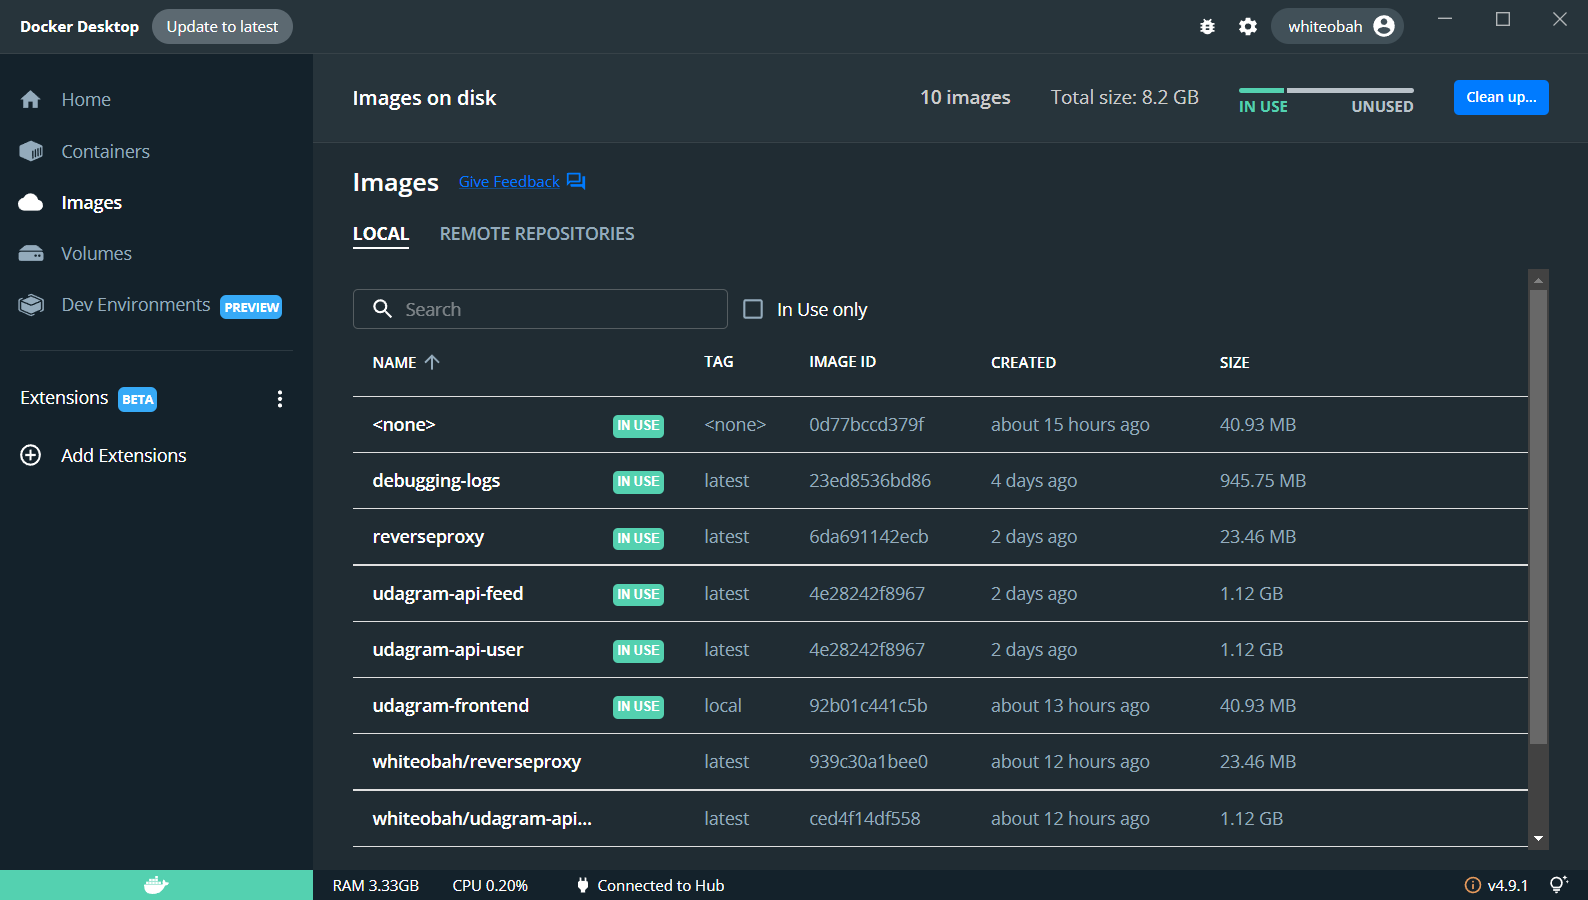 Docker Desktop Update to latest whiteobah
Home
Containers
Images
Volumes
Dev Environments PREVIEW
Extensions BETA
Add Extensions
Images on disk 10 images Total size: 8.2 GB IN USE UNUSED Clean up...
Images Give Feedback
LOCAL REMOTE REPOSITORIES
Search In Use only
NAME TAG IMAGE ID CREATED SIZE
<none> IN USE <none> 0d77bccd379f about 15 hours ago 40.93 MB
debugging-logs IN USE latest 23ed8536bd86 4 days ago 945.75 MB
reverseproxy IN USE latest 6da691142ecb 2 days ago 23.46 MB
udagram-api-feed IN USE latest 4e28242f8967 2 days ago 1.12 GB
udagram-api-user IN USE latest 4e28242f8967 2 days ago 1.12 GB
udagram-frontend IN USE local 92b01c441c5b about 13 hours ago 40.93 MB
whiteobah/reverseproxy latest 939c30a1bee0 about 12 hours ago 23.46 MB
whiteobah/udagram-api... latest ced4f14df558 about 12 hours ago 1.12 GB
RAM 3.33GB CPU 0.20% Connected to Hub v4.9.1